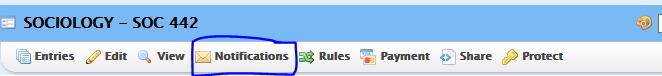 SOCIOLOGY – SOC 442
Entries Edit View Notifications Rules Payment Share Protect